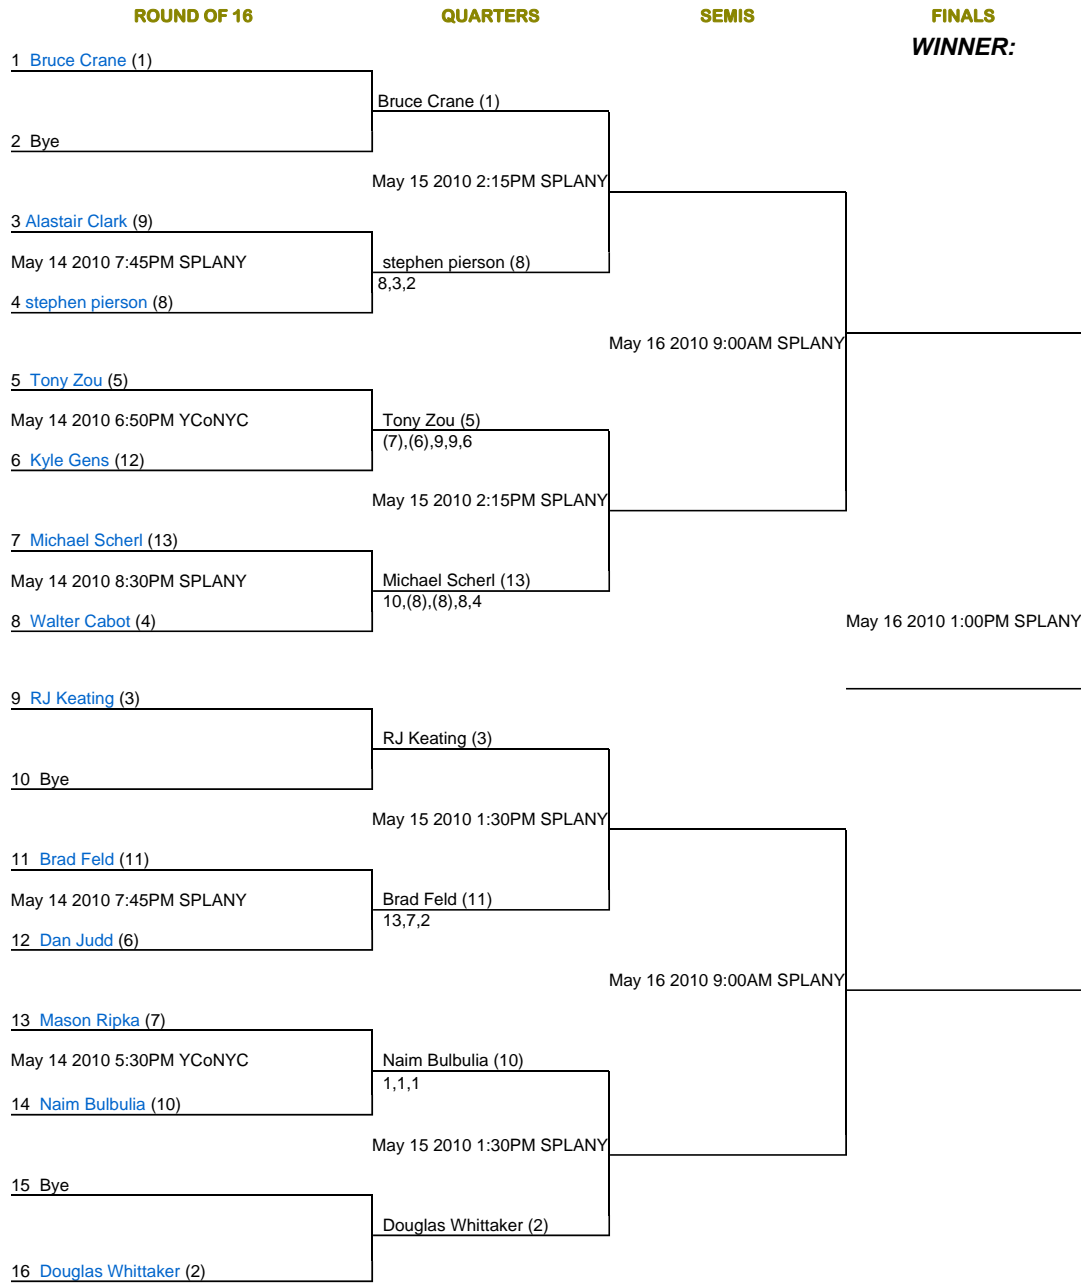 ROUND OF 16 QUARTERS SEMIS FINALS
WINNER:
1 Bruce Crane (1)
Bruce Crane (1)
2 Bye
May 15 2010 2:15PM SPLANY
3 Alastair Clark (9)
May 14 2010 7:45PM SPLANY
stephen pierson (8)
8,3,2
4 stephen pierson (8)
May 16 2010 9:00AM SPLANY
5 Tony Zou (5)
May 14 2010 6:50PM YCoNYC
Tony Zou (5)
(7),(6),9,9,6
6 Kyle Gens (12)
May 15 2010 2:15PM SPLANY
7 Michael Scherl (13)
May 14 2010 8:30PM SPLANY
Michael Scherl (13)
10,(8),(8),8,4
8 Walter Cabot (4)
May 16 2010 1:00PM SPLANY
9 RJ Keating (3)
RJ Keating (3)
10 Bye
May 15 2010 1:30PM SPLANY
11 Brad Feld (11)
May 14 2010 7:45PM SPLANY
Brad Feld (11)
13,7,2
12 Dan Judd (6)
May 16 2010 9:00AM SPLANY
13 Mason Ripka (7)
May 14 2010 5:30PM YCoNYC
Naim Bulbulia (10)
1,1,1
14 Naim Bulbulia (10)
May 15 2010 1:30PM SPLANY
15 Bye
Douglas Whittaker (2)
16 Douglas Whittaker (2)